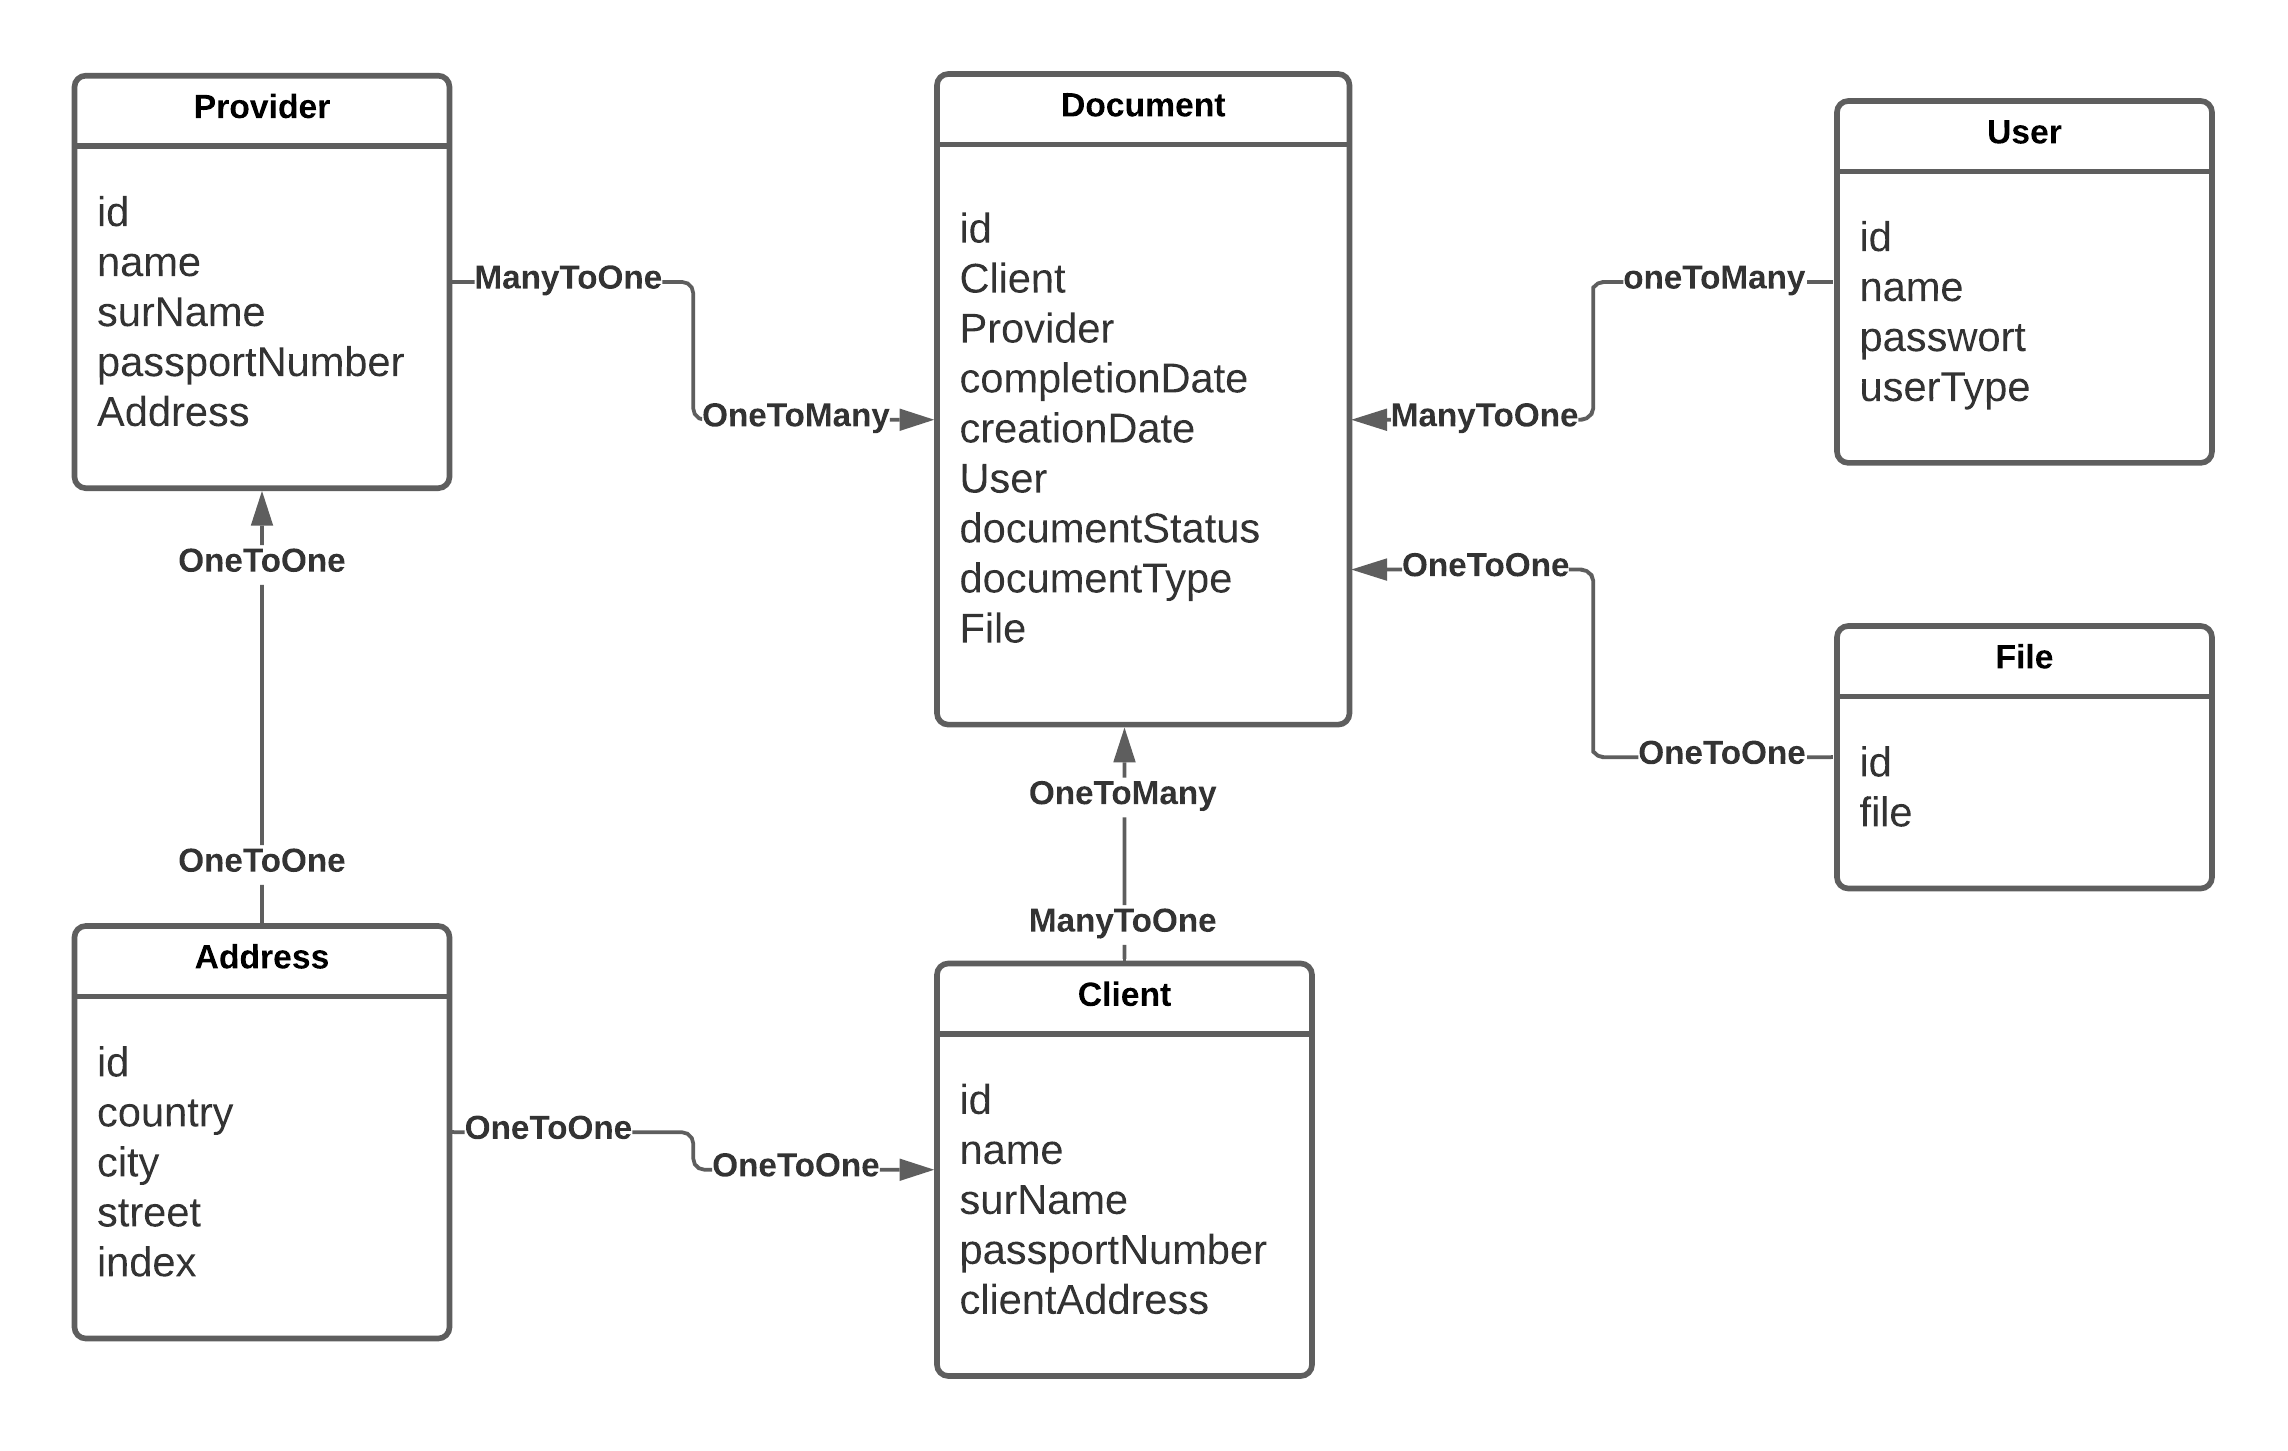 Provider
id
name
surName
passportNumber
Address
ManyToOne
OneToMany
Document
id
Client
Provider
completionDate
creationDate
User
documentStatus
documentType
File
User
id
name
passwort
userType
oneToMany
ManyToOne
OneToOne
OneToOne
File
id
file
OneToOne
OneToOne
Address
id
country
city
street
index
OneToOne
OneToOne
OneToMany
ManyToOne
Client
id
name
surName
passportNumber
clientAddress